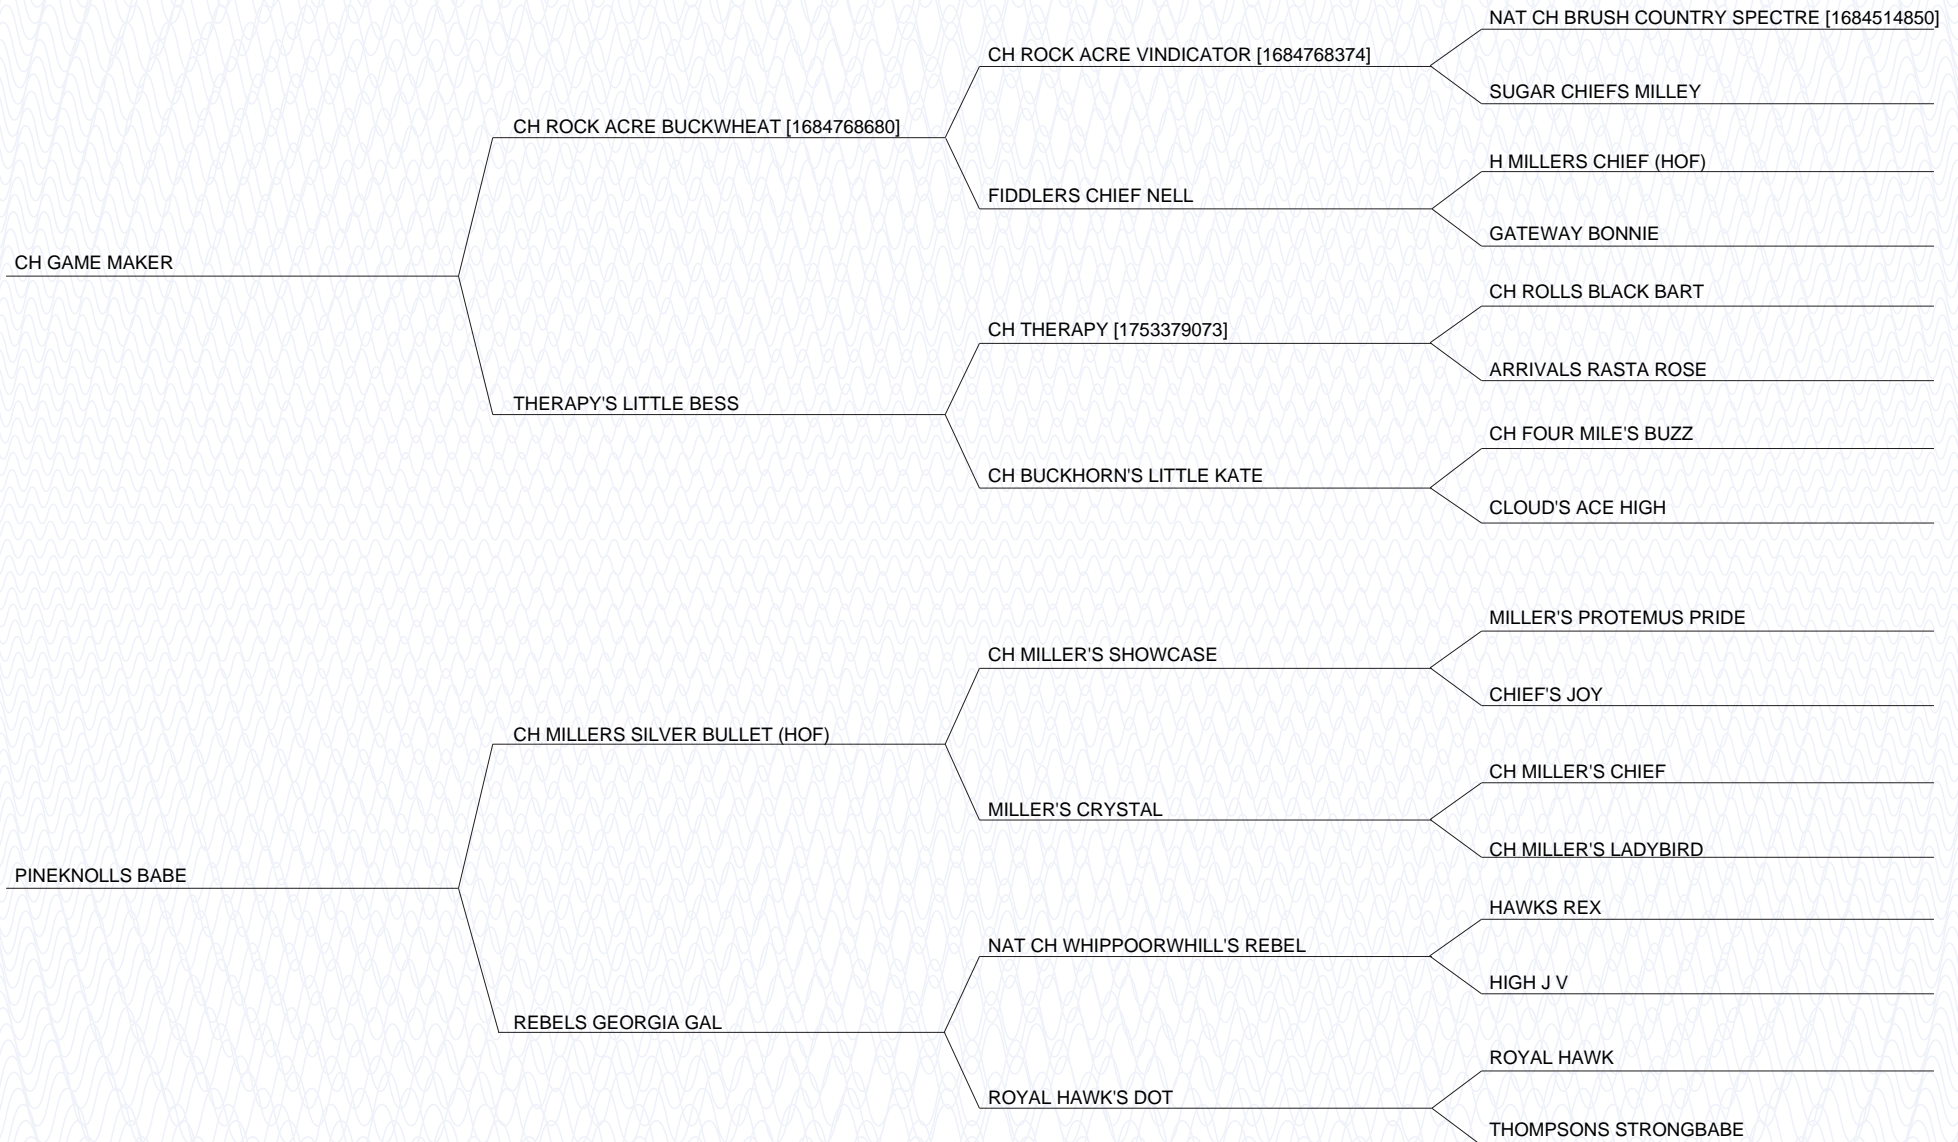 NAT CH BRUSH COUNTRY SPECTRE [1684514850]
CH ROCK ACRE VINDICATOR [1684768374]
SUGAR CHIEFS MILLEY
CH ROCK ACRE BUCKWHEAT [1684768680]
H MILLERS CHIEF (HOF)
FIDDLERS CHIEF NELL
GATEWAY BONNIE
CH GAME MAKER
CH ROLLS BLACK BART
CH THERAPY [1753379073]
ARRIVALS RASTA ROSE
THERAPY'S LITTLE BESS
CH FOUR MILE'S BUZZ
CH BUCKHORN'S LITTLE KATE
CLOUD'S ACE HIGH
MILLER'S PROTEMUS PRIDE
CH MILLER'S SHOWCASE
CHIEF'S JOY
CH MILLERS SILVER BULLET (HOF)
CH MILLER'S CHIEF
MILLER'S CRYSTAL
CH MILLER'S LADYBIRD
PINEKNOLLS BABE
HAWKS REX
NAT CH WHIPPOORWHILL'S REBEL
HIGH J V
REBELS GEORGIA GAL
ROYAL HAWK
ROYAL HAWK'S DOT
THOMPSONS STRONGBABE